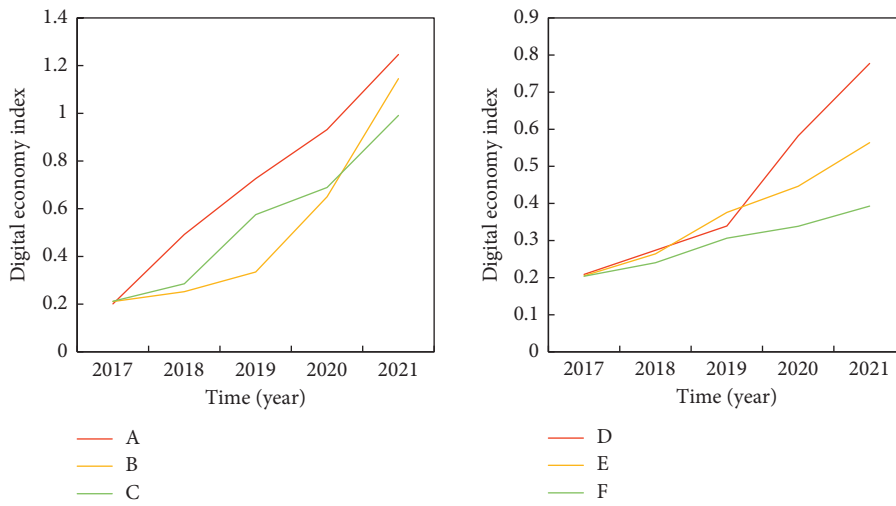 Digital economy index
1.4
1.2
1
0.8
0.6
0.4
0.2
0
2017 2018 2019 2020 2021
Time (year)
A
B
C
Digital economy index
0.9
0.8
0.7
0.6
0.5
0.4
0.3
0.2
0.1
0
2017 2018 2019 2020 2021
Time (year)
D
E
F